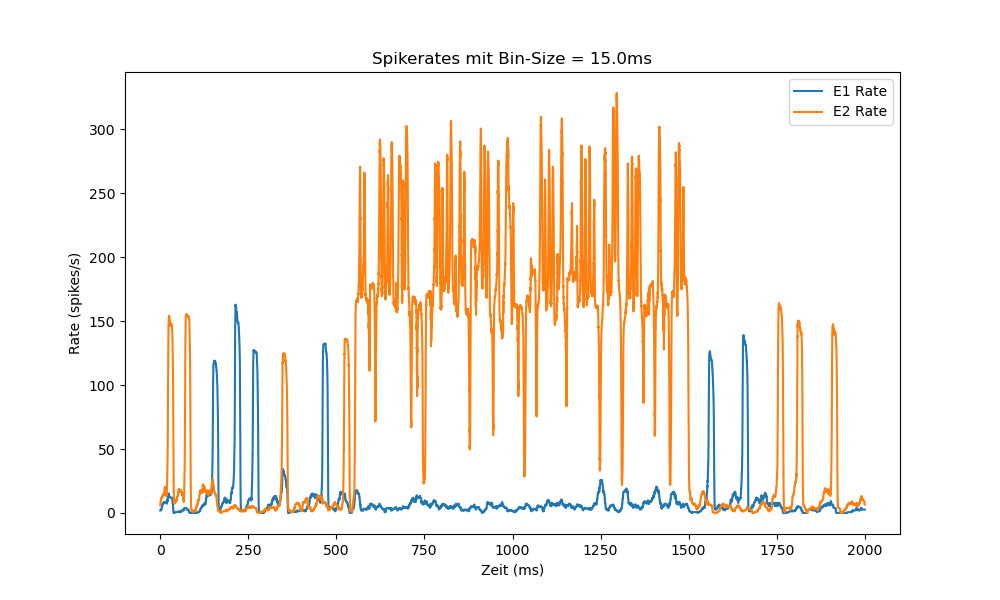 Spikerates mit Bin-Size = 15.0ms
E1 Rate
E2 Rate
Rate (spikes/s)
300
250
200
150
100
50
0
0 250 500 750 1000 1250 1500 1750 2000
Zeit (ms)